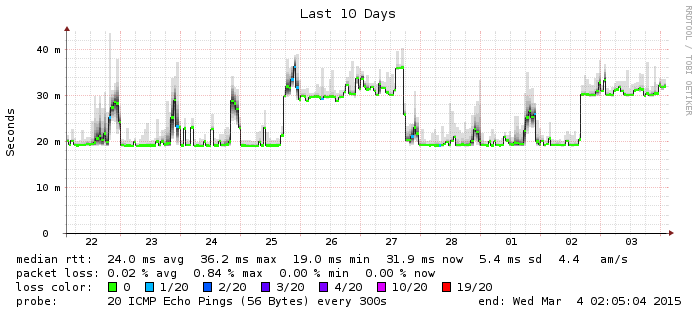 Last 10 Days
RRDTOOL / TOBI OETIKER
Seconds
40 m
30 m
20 m
10 m
0
22 23 24 25 26 27 28 01 02 03
median rtt: 24.0 ms avg 36.2 ms max 19.0 ms min 31.9 ms now 5.4 ms sd 4.4 am/s
packet loss: 0.02 % avg 0.84 % max 0.00 % min 0.00 % now
loss color: 0 1/20 2/20 3/20 4/20 10/20 19/20
probe: 20 ICMP Echo Pings (56 Bytes) every 300s end: Wed Mar 4 02:05:04 2015